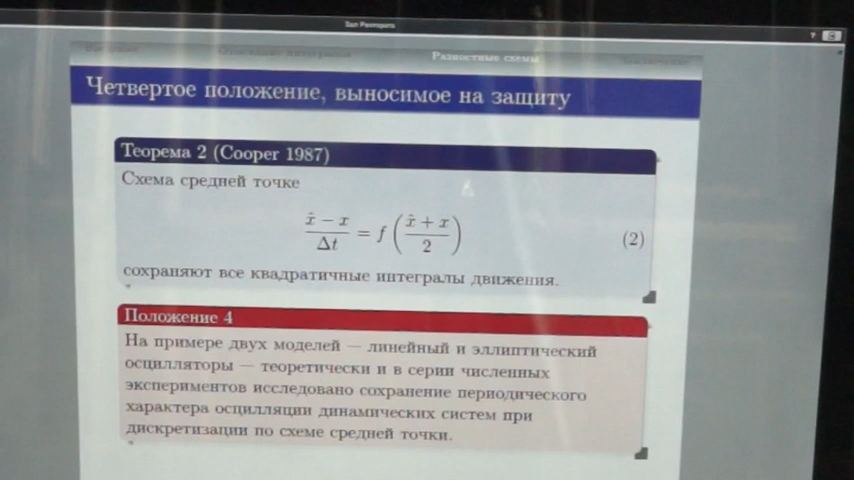 Разностные схемы
Четвертое положение, выносимое на защиту
Теорема 2 (Cooper 1987)
Схема средней точке
(x̂ − x)/Δt = f((x̂ + x)/2) (2)
сохраняют все квадратичные интегралы движения.
Положение 4
На примере двух моделей — линейный и эллиптический
осцилляторы — теоретически и в серии численных
экспериментов исследовано сохранение периодического
характера осцилляции динамических систем при
дискретизации по схеме средней точки.